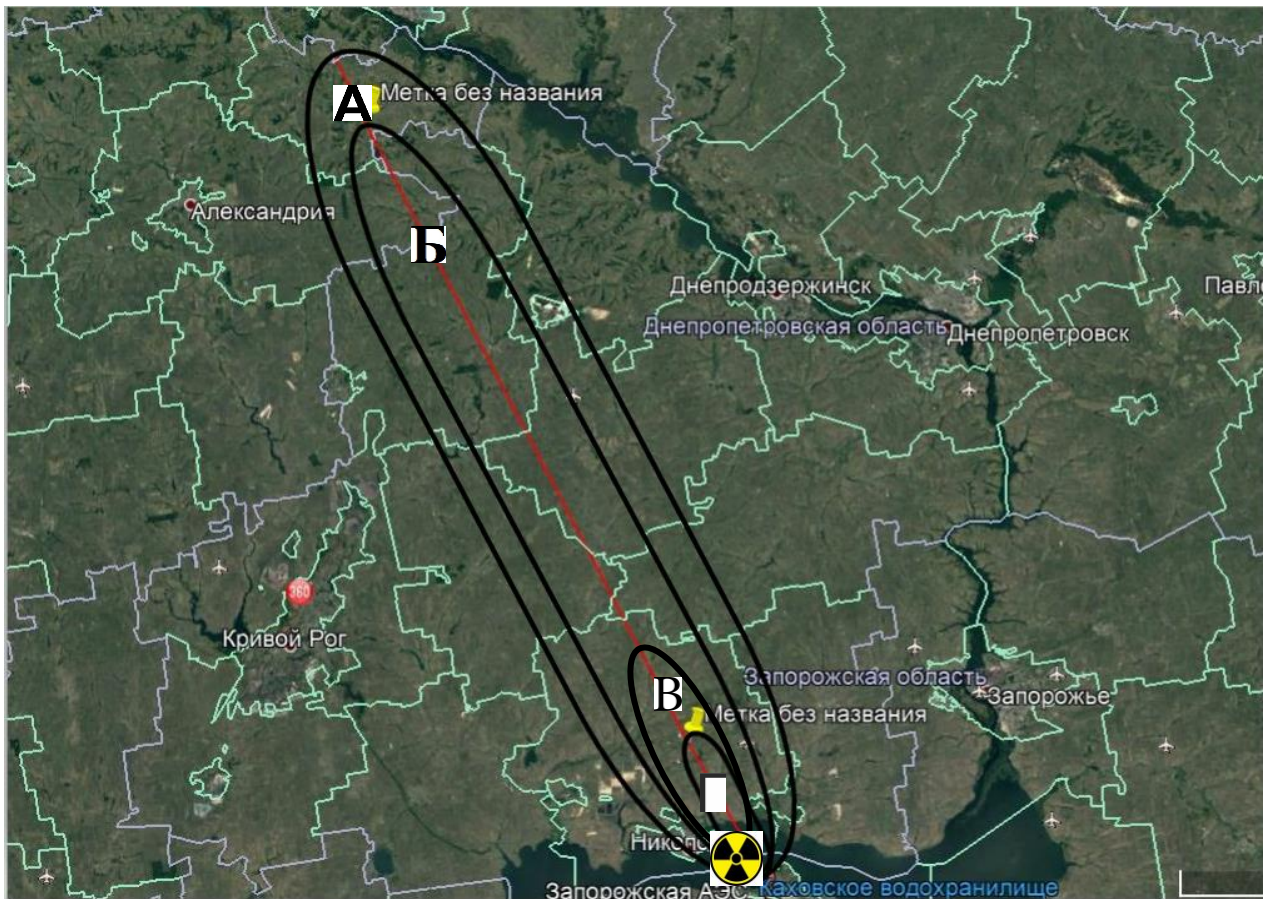 А
Метка без названия
Александрия
Б
Днепродзержинск
Павл
Днепропетровская область
Днепропетровск
360
Кривой Рог
Запорожская область
В
Запорожье
Метка без названия
Никопо
Запорожская АЭС
Каховское водохранилище